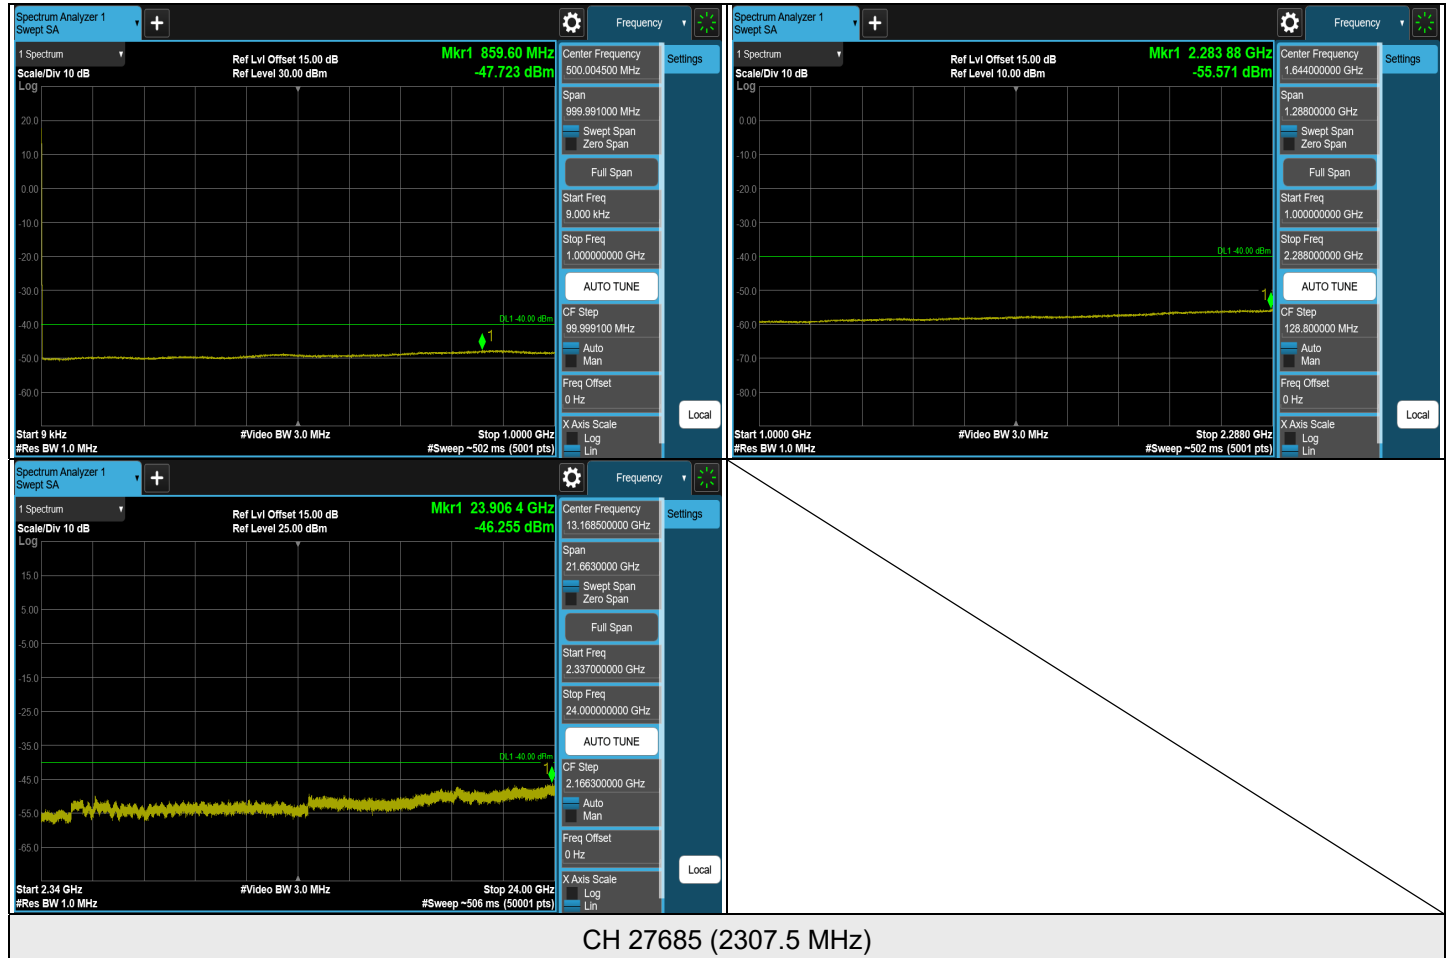 Spectrum Analyzer 1
Swept SA
+
Frequency
1 Spectrum
Scale/Div 10 dB
Log
Ref Lvl Offset 15.00 dB
Ref Level 30.00 dBm
Mkr1 859.60 MHz
-47.723 dBm
20.0
10.0
0.00
-10.0
-20.0
-30.0
-40.0
-50.0
-60.0
DL1 -40.00 dBm
1
Start 9 kHz
#Res BW 1.0 MHz
#Video BW 3.0 MHz
Stop 1.0000 GHz
#Sweep ~502 ms (5001 pts)
Center Frequency
500.004500 MHz
Span
999.991000 MHz
Swept Span
Zero Span
Full Span
Start Freq
9.000 kHz
Stop Freq
1.000000000 GHz
AUTO TUNE
CF Step
99.999100 MHz
Auto
Man
Freq Offset
0 Hz
X Axis Scale
Log
Lin
Settings
Local
Spectrum Analyzer 1
Swept SA
+
Frequency
1 Spectrum
Scale/Div 10 dB
Log
Ref Lvl Offset 15.00 dB
Ref Level 10.00 dBm
Mkr1 2.283 88 GHz
-55.571 dBm
0.00
-10.0
-20.0
-30.0
-40.0
-50.0
-60.0
-70.0
-80.0
DL1 -40.00 dBm
1
Start 1.0000 GHz
#Res BW 1.0 MHz
#Video BW 3.0 MHz
Stop 2.2880 GHz
#Sweep ~502 ms (5001 pts)
Center Frequency
1.644000000 GHz
Span
1.28800000 GHz
Swept Span
Zero Span
Full Span
Start Freq
1.000000000 GHz
Stop Freq
2.288000000 GHz
AUTO TUNE
CF Step
128.800000 MHz
Auto
Man
Freq Offset
0 Hz
X Axis Scale
Log
Lin
Settings
Local
Spectrum Analyzer 1
Swept SA
+
Frequency
1 Spectrum
Scale/Div 10 dB
Log
Ref Lvl Offset 15.00 dB
Ref Level 25.00 dBm
Mkr1 23.906 4 GHz
-46.255 dBm
15.0
5.00
-5.00
-15.0
-25.0
-35.0
-45.0
-55.0
-65.0
DL1 -40.00 dBm
1
Start 2.34 GHz
#Res BW 1.0 MHz
#Video BW 3.0 MHz
Stop 24.00 GHz
#Sweep ~506 ms (50001 pts)
Center Frequency
13.168500000 GHz
Span
21.6630000 GHz
Swept Span
Zero Span
Full Span
Start Freq
2.337000000 GHz
Stop Freq
24.000000000 GHz
AUTO TUNE
CF Step
2.166300000 GHz
Auto
Man
Freq Offset
0 Hz
X Axis Scale
Log
Lin
Settings
Local
CH 27685 (2307.5 MHz)